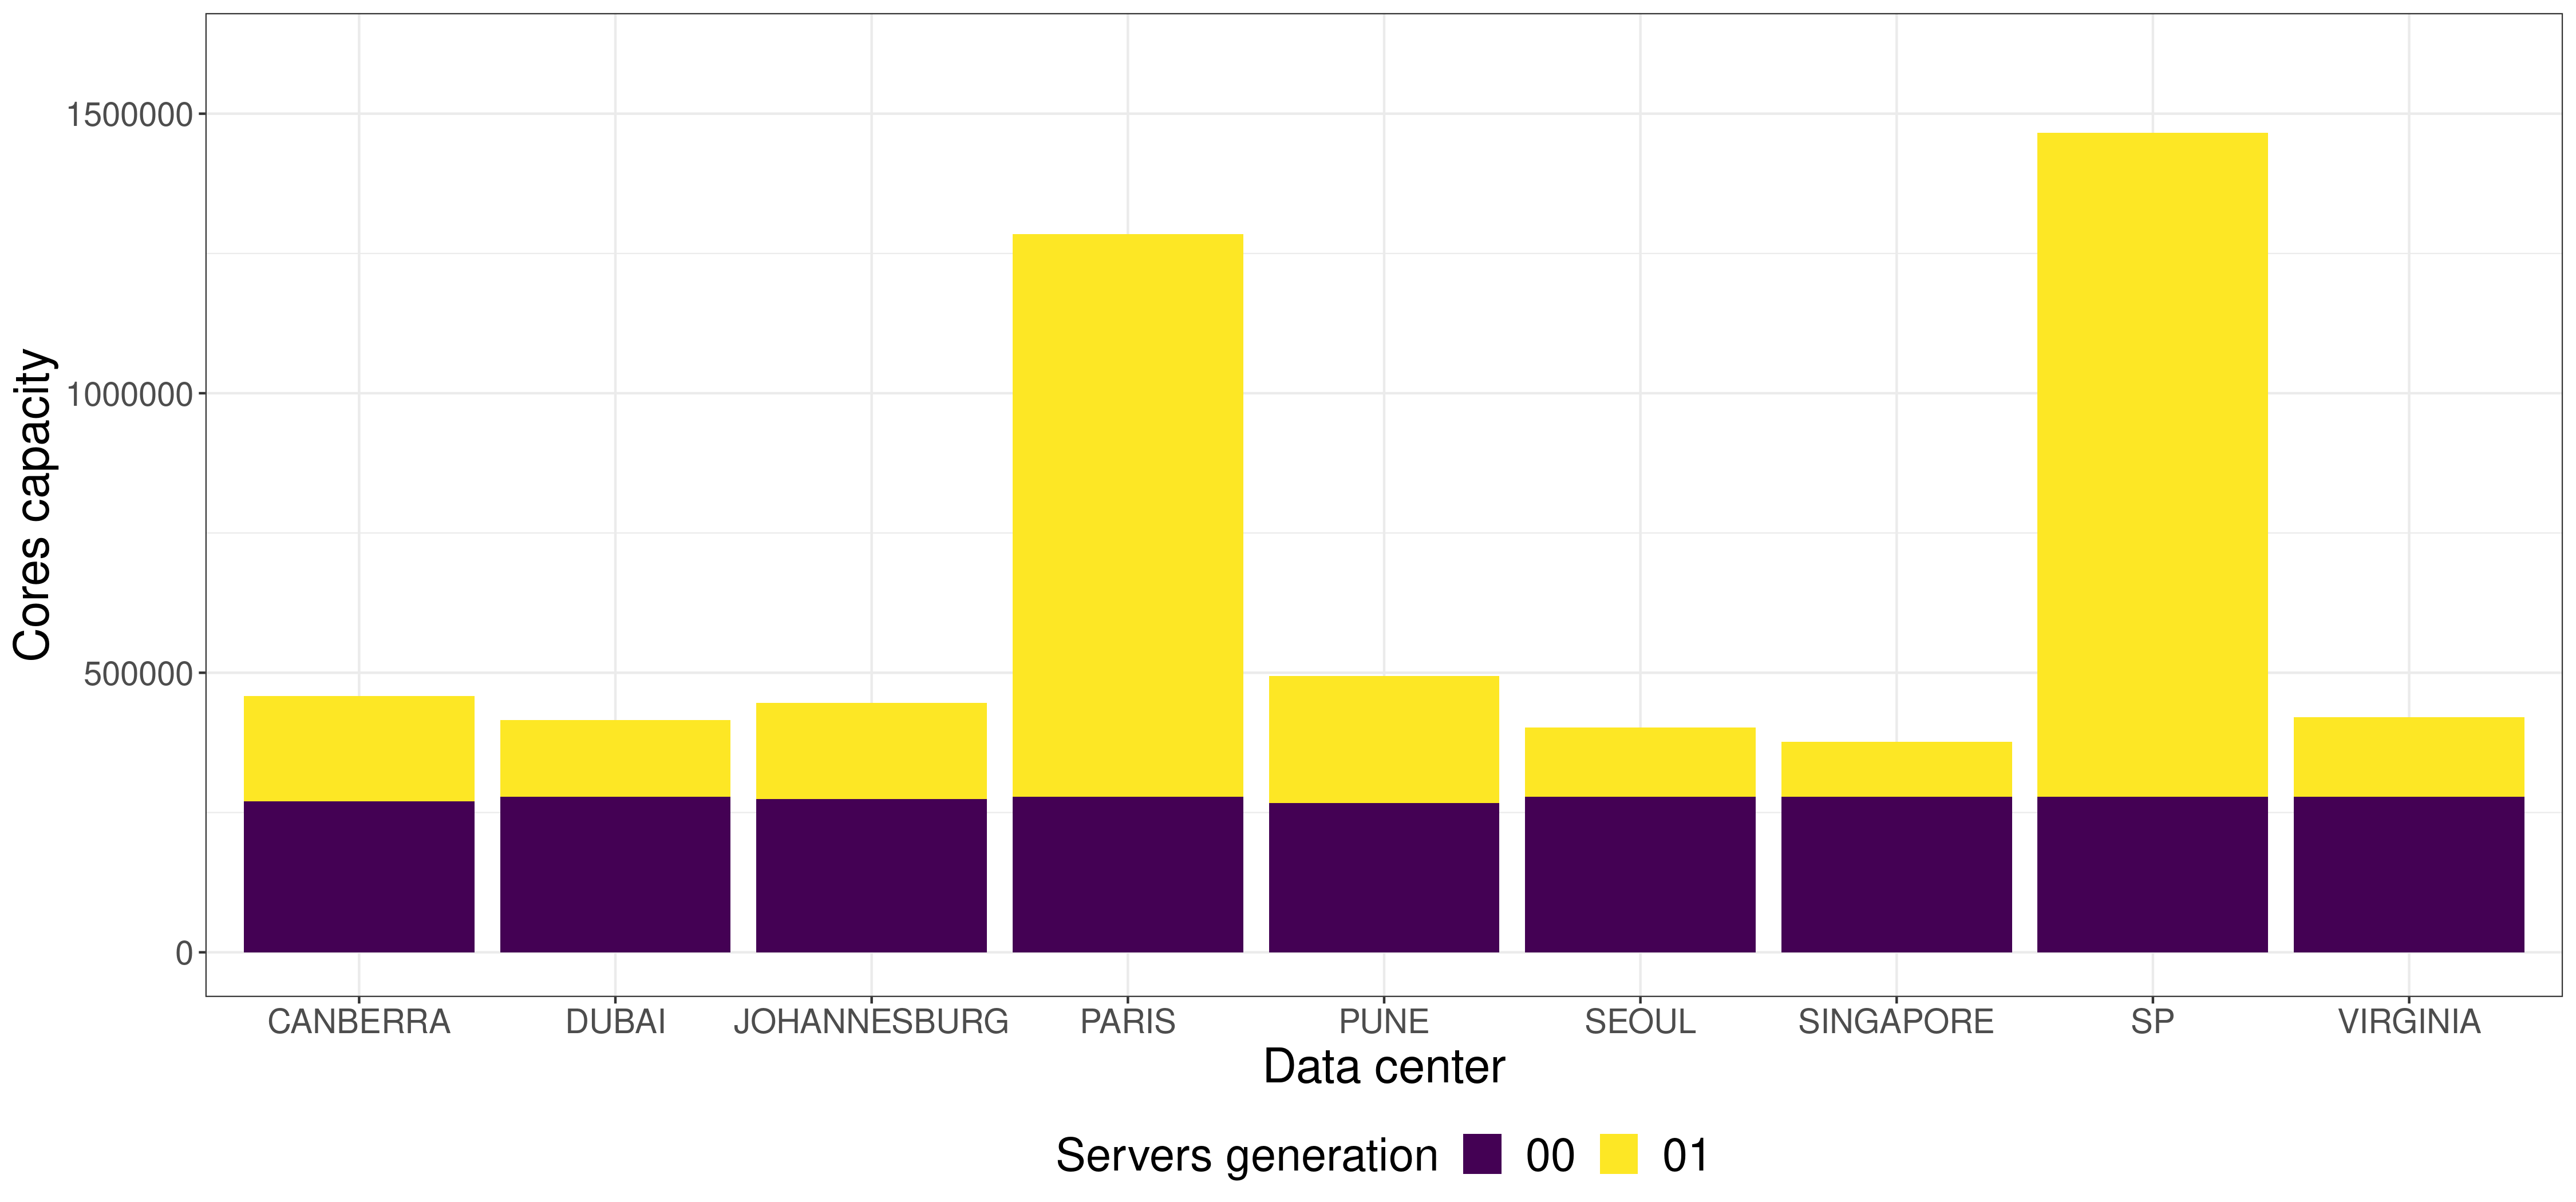 Cores capacity
1500000
1000000
500000
0
CANBERRA DUBAI JOHANNESBURG PARIS PUNE SEOUL SINGAPORE SP VIRGINIA
Data center
Servers generation 00 01